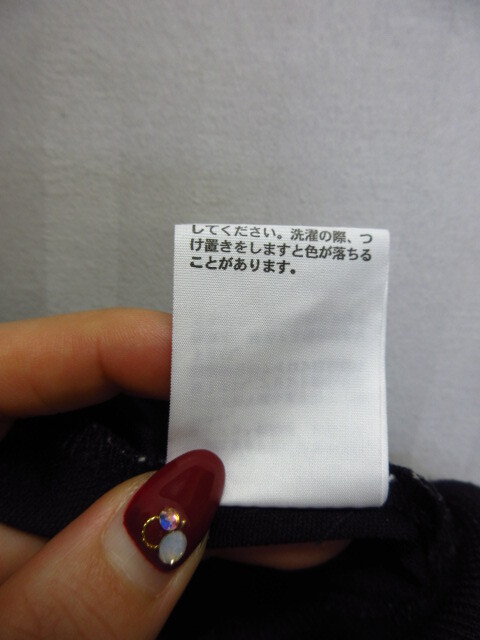 してください。洗濯の際、つ
け置きをしますと色が落ちる
ことがあります。